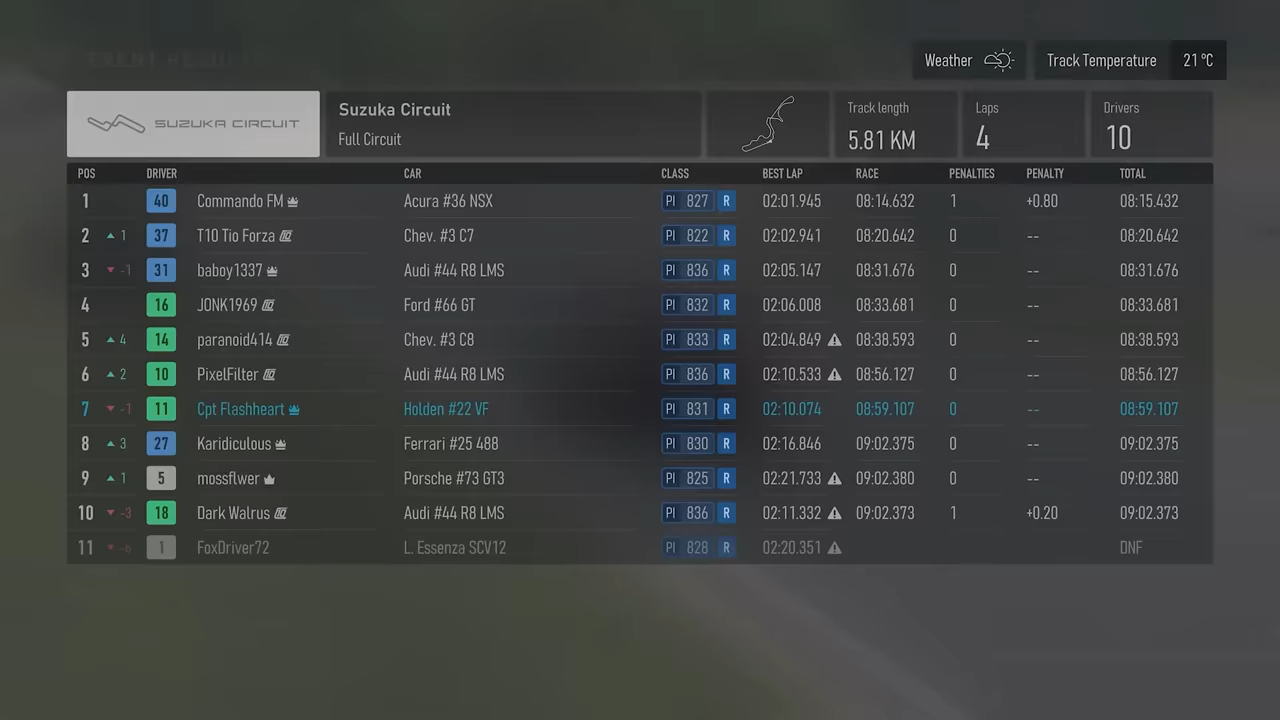 EVENT RESULTS
Weather Track Temperature 21 °C
SUZUKA CIRCUIT
Suzuka Circuit
Full Circuit
Track length
5.81 KM
Laps
4
Drivers
10
POS DRIVER CAR CLASS BEST LAP RACE PENALTIES PENALTY TOTAL
1 40 Commando FM Acura #36 NSX PI 827 R 02:01.945 08:14.632 1 +0.80 08:15.432
2 1 37 T10 Tio Forza Chev. #3 C7 PI 822 R 02:02.941 08:20.642 0 -- 08:20.642
3 -1 31 baboy1337 Audi #44 R8 LMS PI 836 R 02:05.147 08:31.676 0 -- 08:31.676
4 16 JONK1969 Ford #66 GT PI 832 R 02:06.008 08:33.681 0 -- 08:33.681
5 4 14 paranoid414 Chev. #3 C8 PI 833 R 02:04.849 08:38.593 0 -- 08:38.593
6 2 10 PixelFilter Audi #44 R8 LMS PI 836 R 02:10.533 08:56.127 0 -- 08:56.127
7 -1 11 Cpt Flashheart Holden #22 VF PI 831 R 02:10.074 08:59.107 0 -- 08:59.107
8 3 27 Karidiculous Ferrari #25 488 PI 830 R 02:16.846 09:02.375 0 -- 09:02.375
9 1 5 mossflwer Porsche #73 GT3 PI 825 R 02:21.733 09:02.380 0 -- 09:02.380
10 -3 18 Dark Walrus Audi #44 R8 LMS PI 836 R 02:11.332 09:02.373 1 +0.20 09:02.373
11 -6 1 FoxDriver72 L. Essenza SCV12 PI 828 R 02:20.351 DNF